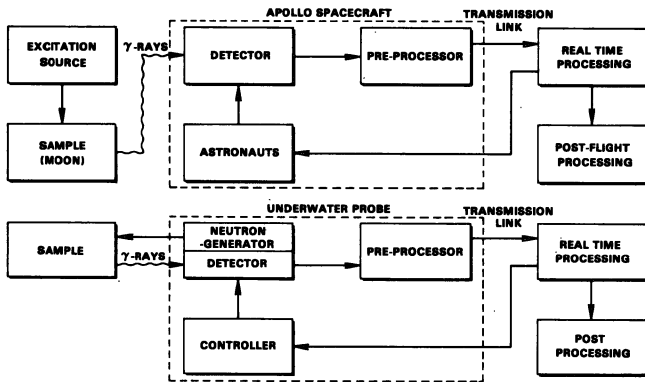 APOLLO SPACECRAFT
TRANSMISSION
LINK
EXCITATION
SOURCE
γ-RAYS
DETECTOR
PRE-PROCESSOR
REAL TIME
PROCESSING
SAMPLE
(MOON)
ASTRONAUTS
POST-FLIGHT
PROCESSING
UNDERWATER PROBE
TRANSMISSION
LINK
SAMPLE
γ-RAYS
NEUTRON
-GENERATOR
DETECTOR
PRE-PROCESSOR
REAL TIME
PROCESSING
CONTROLLER
POST
PROCESSING